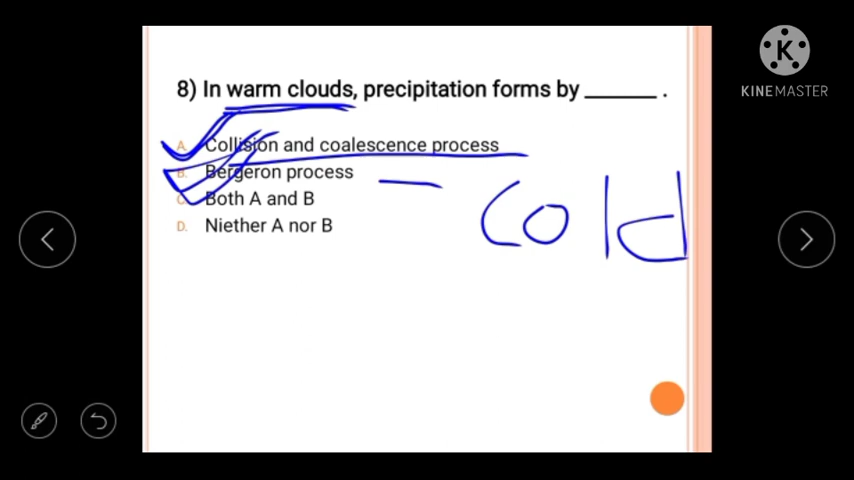 KINEMASTER
8) In warm clouds, precipitation forms by ______ .
A. Collision and coalescence process
B. Bergeron process – cold
C. Both A and B
D. Niether A nor B